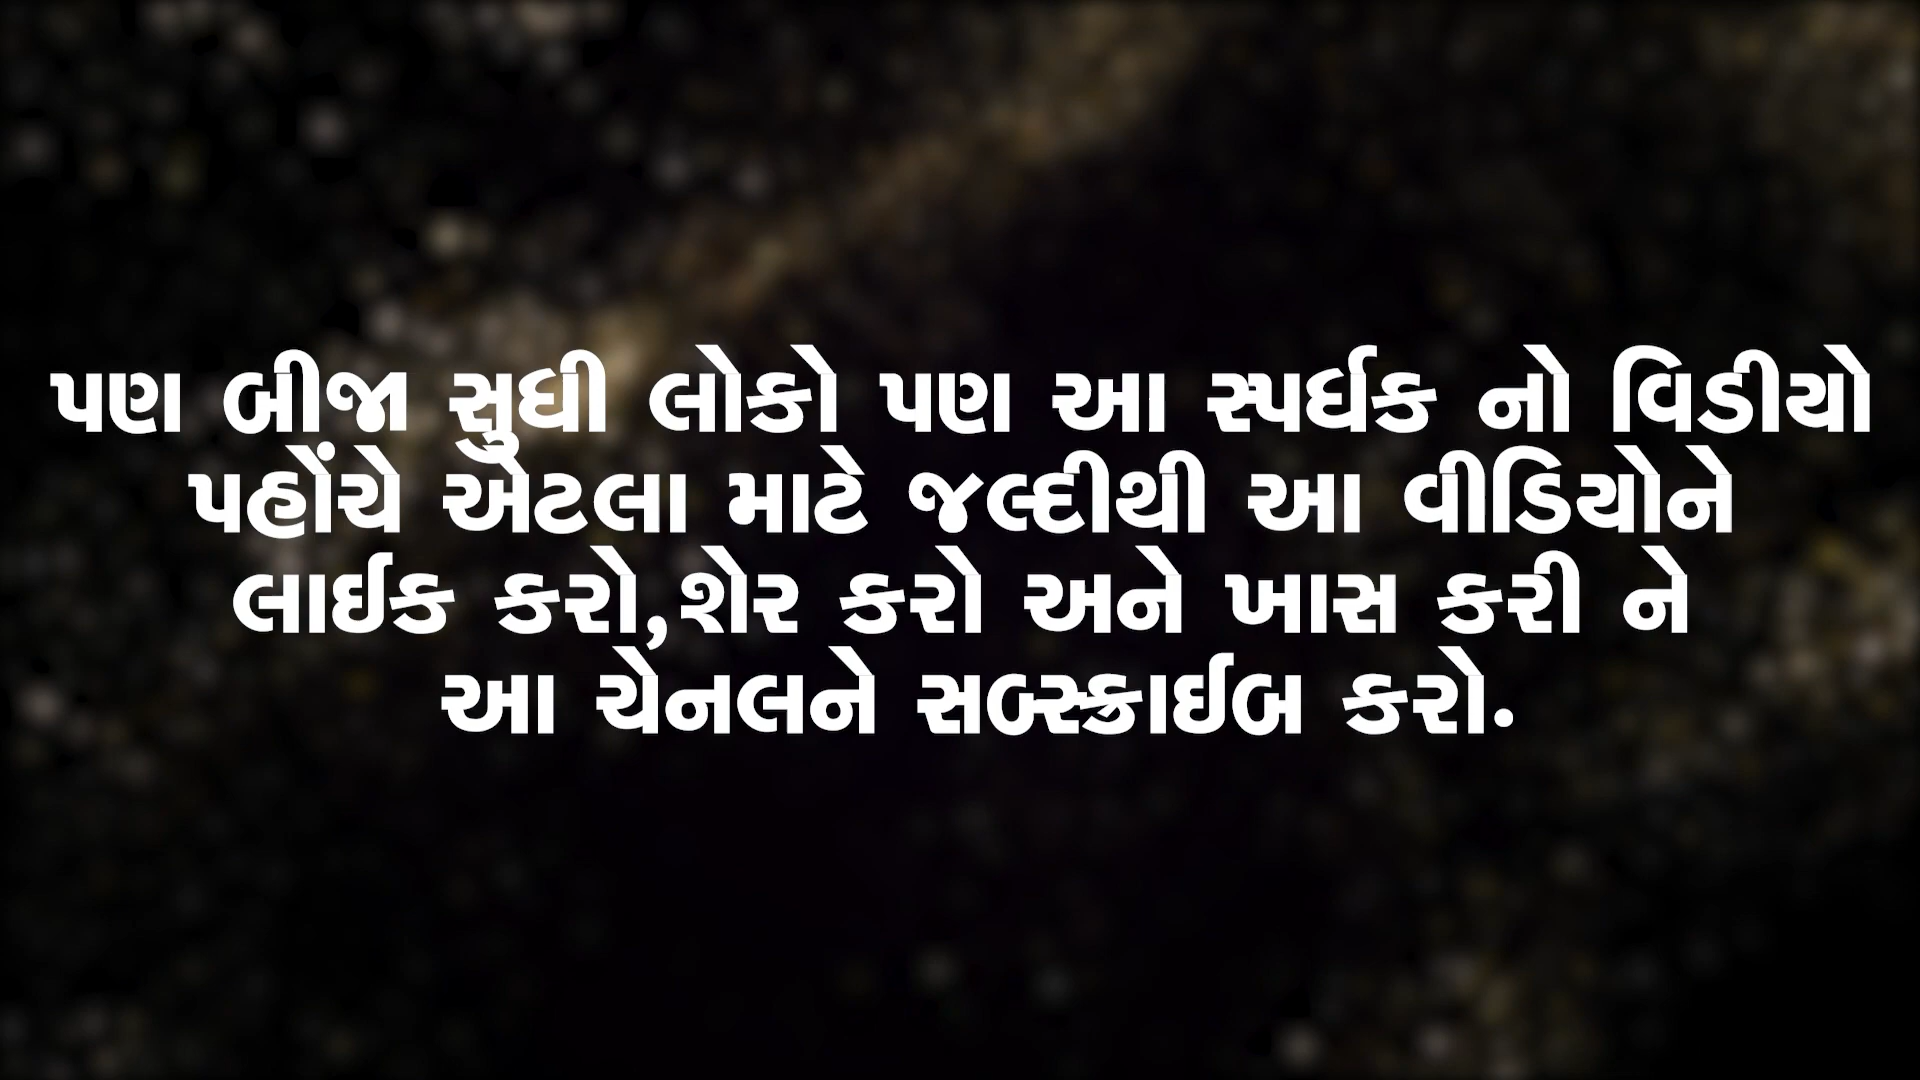 પણ બીજા સુધી લોકો પણ આ સ્પર્ધક નો વિડીયો
પહોંચે એટલા માટે જલ્દીથી આ વીડિયોને
લાઈક કરો,શેર કરો અને ખાસ કરી ને
આ ચેનલને સબ્સ્ક્રાઈબ કરો.